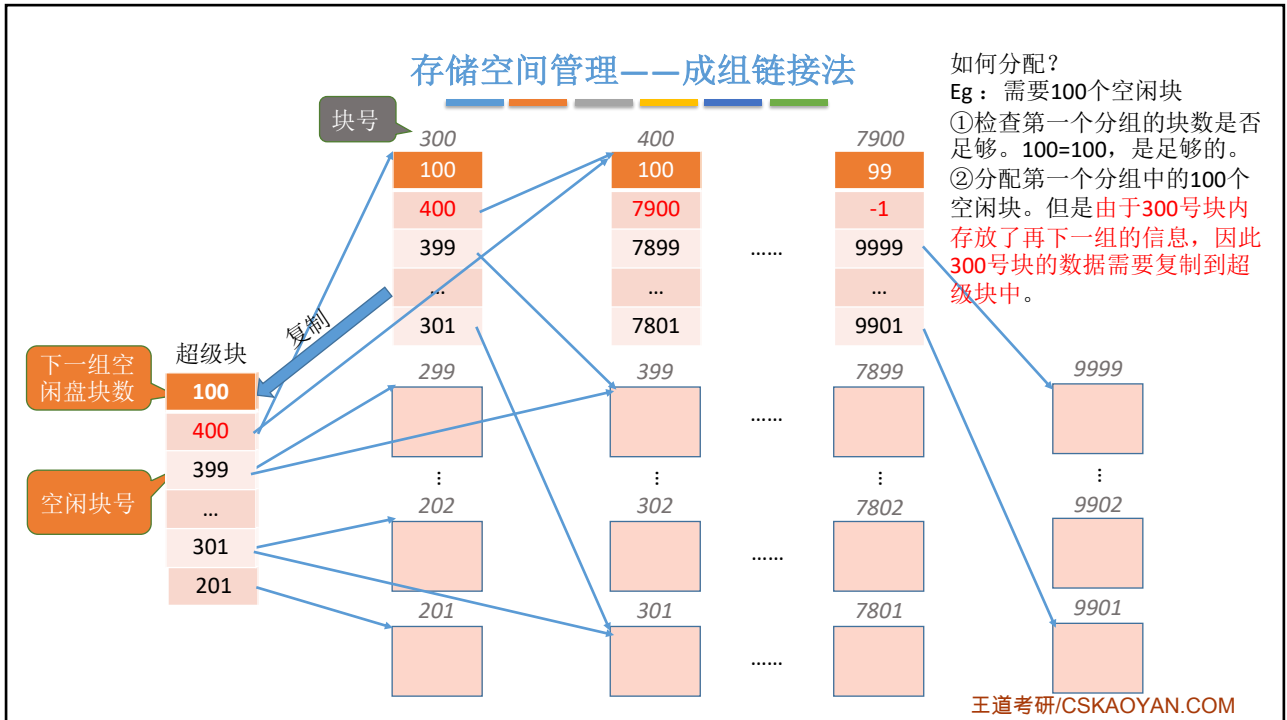 存储空间管理——成组链接法
如何分配？
Eg：需要100个空闲块
①检查第一个分组的块数是否
足够。100=100，是足够的。
②分配第一个分组中的100个
空闲块。但是由于300号块内
存放了再下一组的信息，因此
300号块的数据需要复制到超
级块中。
块号
300 400 7900
100 100 99
400 7900 -1
399 7899 …… 9999
... ... ...
301 7801 9901
复制
超级块
下一组空
闲盘块数
100
400
399
空闲块号
...
301
201
299 399 7899 9999
……
... ... ...
202 302 7802 9902
……
201 301 7801 9901
……
王道考研/CSKAOYAN.COM